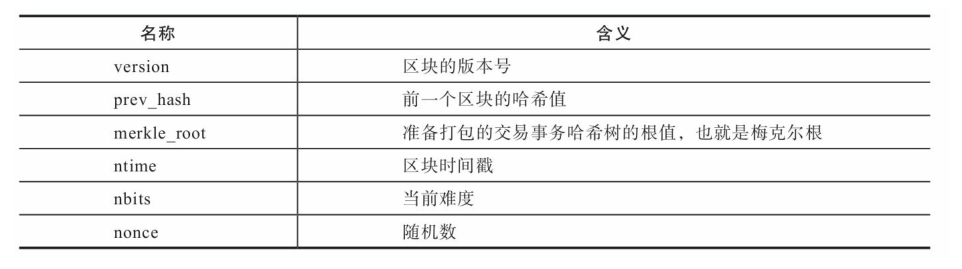 名称 含义
version 区块的版本号
prev_hash 前一个区块的哈希值
merkle_root 准备打包的交易事务哈希树的根值，也就是梅克尔根
ntime 区块时间戳
nbits 当前难度
nonce 随机数